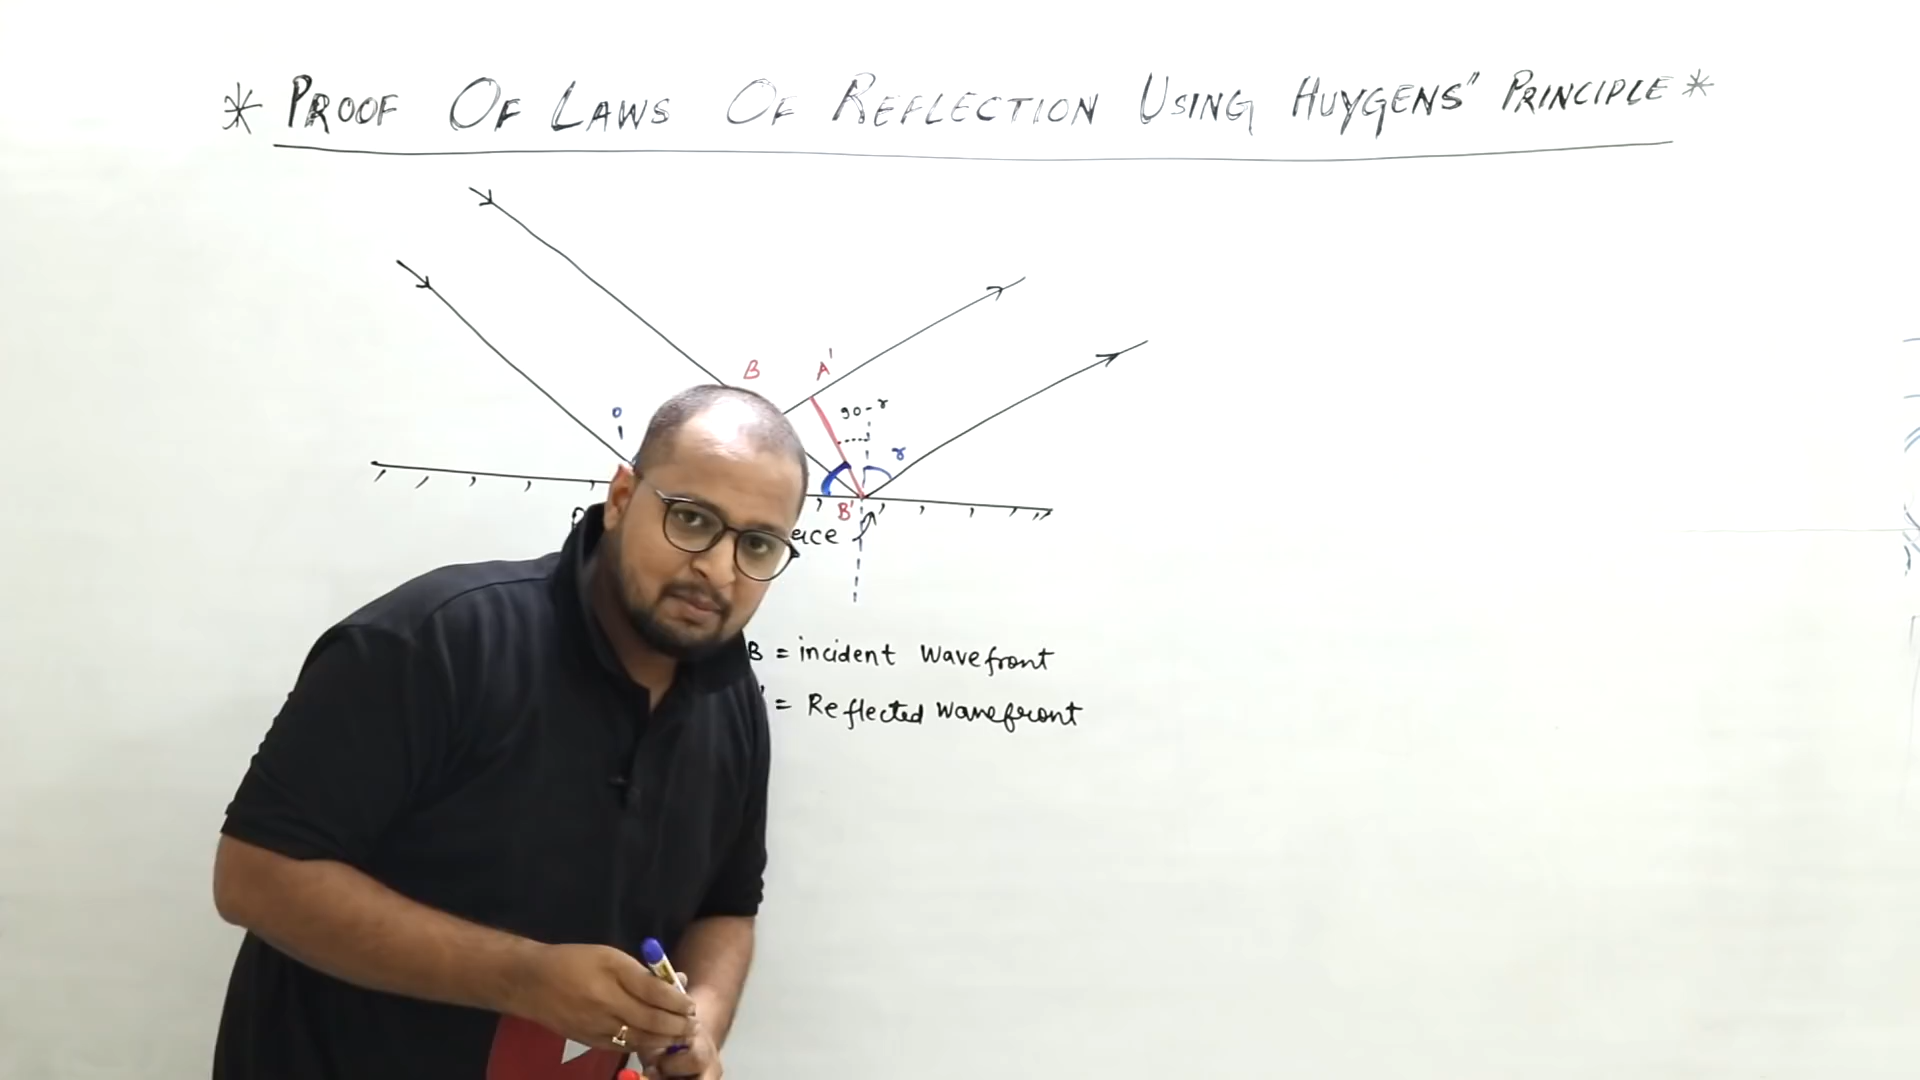 * PROOF OF LAWS OF REFLECTION USING HUYGENS" PRINCIPLE *
B
A'
90-r
r
B'
B = incident wavefront
' = Reflected wavefront